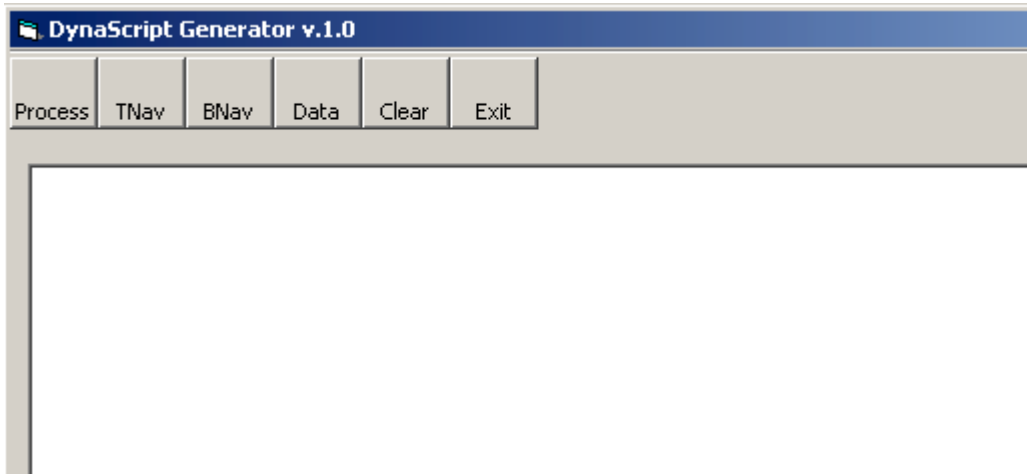 DynaScript Generator v.1.0
Process TNav BNav Data Clear Exit